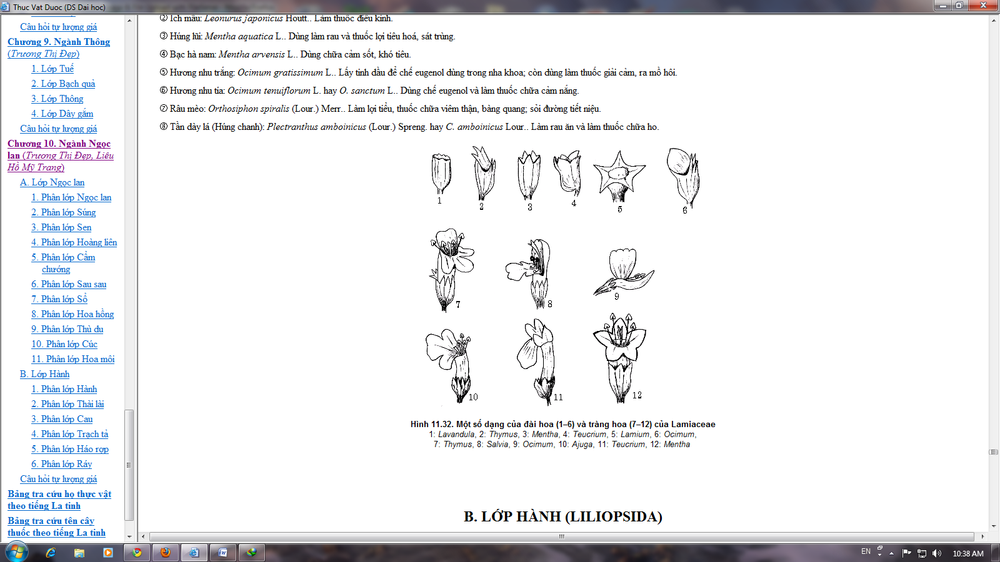 Thuc Vat Duoc (DS Dai hoc)
Câu hỏi tự lượng giá
Chương 9. Ngành Thông
(Trương Thị Đẹp)
1. Lớp Tuế
2. Lớp Bạch quả
3. Lớp Thông
4. Lớp Dây gắm
Câu hỏi tự lượng giá
Chương 10. Ngành Ngọc
lan (Trương Thị Đẹp, Liêu
Hồ Mỹ Trang)
A. Lớp Ngọc lan
1. Phân lớp Ngọc lan
2. Phân lớp Súng
3. Phân lớp Sen
4. Phân lớp Hoàng liên
5. Phân lớp Cẩm
chướng
6. Phân lớp Sau sau
7. Phân lớp Sổ
8. Phân lớp Hoa hồng
9. Phân lớp Thù du
10. Phân lớp Cúc
11. Phân lớp Hoa môi
B. Lớp Hành
1. Phân lớp Hành
2. Phân lớp Thài lài
3. Phân lớp Cau
4. Phân lớp Trạch tả
5. Phân lớp Háo rợp
6. Phân lớp Ráy
Câu hỏi tự lượng giá
Bảng tra cứu họ thực vật
theo tiếng La tinh
Bảng tra cứu tên cây
thuốc theo tiếng La tinh
② Ích mẫu: Leonurus japonicus Houtt.. Làm thuốc điều kinh.
③ Húng lũi: Mentha aquatica L.. Dùng làm rau và thuốc lợi tiêu hoá, sát trùng.
④ Bạc hà nam: Mentha arvensis L.. Dùng chữa cảm sốt, khó tiêu.
⑤ Hương nhu trắng: Ocimum gratissimum L.. Lấy tinh dầu để chế eugenol dùng trong nha khoa; còn dùng làm thuốc giải cảm, ra mồ hôi.
⑥ Hương nhu tía: Ocimum tenuiflorum L. hay O. sanctum L.. Dùng chế eugenol và làm thuốc chữa cảm nắng.
⑦ Râu mèo: Orthosiphon spiralis (Lour.) Merr.. Làm lợi tiểu, thuốc chữa viêm thận, bàng quang; sỏi đường tiết niệu.
⑧ Tần dày lá (Húng chanh): Plectranthus amboinicus (Lour.) Spreng. hay C. amboinicus Lour.. Làm rau ăn và làm thuốc chữa ho.
1 2 3 4 5 6
7 8 9
10 11 12
Hình 11.32. Một số dạng của đài hoa (1–6) và tràng hoa (7–12) của Lamiaceae
1: Lavandula, 2: Thymus, 3: Mentha, 4: Teucrium, 5: Lamium, 6: Ocimum,
7: Thymus, 8: Salvia, 9: Ocimum, 10: Ajuga, 11: Teucrium, 12: Mentha
B. LỚP HÀNH (LILIOPSIDA)
EN
10:38 AM